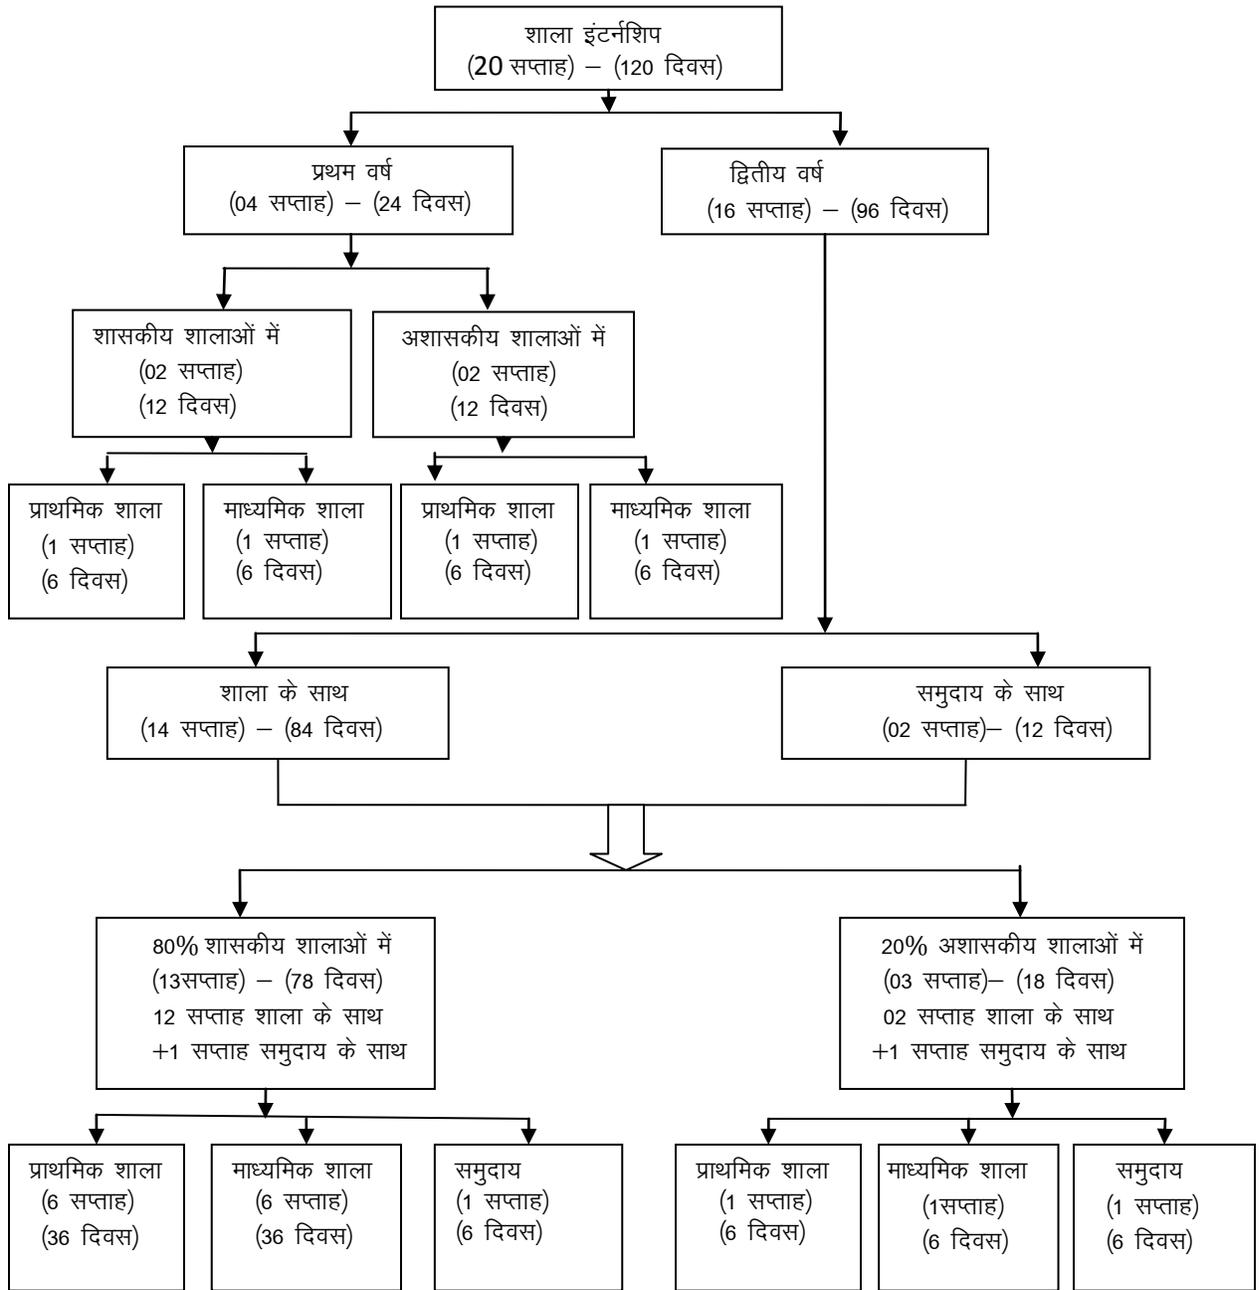 शाला इंटर्नशिप
(20 सप्ताह) – (120 दिवस)
प्रथम वर्ष
(04 सप्ताह) – (24 दिवस)
द्वितीय वर्ष
(16 सप्ताह) – (96 दिवस)
शासकीय शालाओं में
(02 सप्ताह)
(12 दिवस)
अशासकीय शालाओं में
(02 सप्ताह)
(12 दिवस)
प्राथमिक शाला
(1 सप्ताह)
(6 दिवस)
माध्यमिक शाला
(1 सप्ताह)
(6 दिवस)
प्राथमिक शाला
(1 सप्ताह)
(6 दिवस)
माध्यमिक शाला
(1 सप्ताह)
(6 दिवस)
शाला के साथ
(14 सप्ताह) – (84 दिवस)
समुदाय के साथ
(02 सप्ताह)– (12 दिवस)
80% शासकीय शालाओं में
(13सप्ताह) – (78 दिवस)
12 सप्ताह शाला के साथ
+1 सप्ताह समुदाय के साथ
20% अशासकीय शालाओं में
(03 सप्ताह)– (18 दिवस)
02 सप्ताह शाला के साथ
+1 सप्ताह समुदाय के साथ
प्राथमिक शाला
(6 सप्ताह)
(36 दिवस)
माध्यमिक शाला
(6 सप्ताह)
(36 दिवस)
समुदाय
(1 सप्ताह)
(6 दिवस)
प्राथमिक शाला
(1 सप्ताह)
(6 दिवस)
माध्यमिक शाला
(1सप्ताह)
(6 दिवस)
समुदाय
(1 सप्ताह)
(6 दिवस)